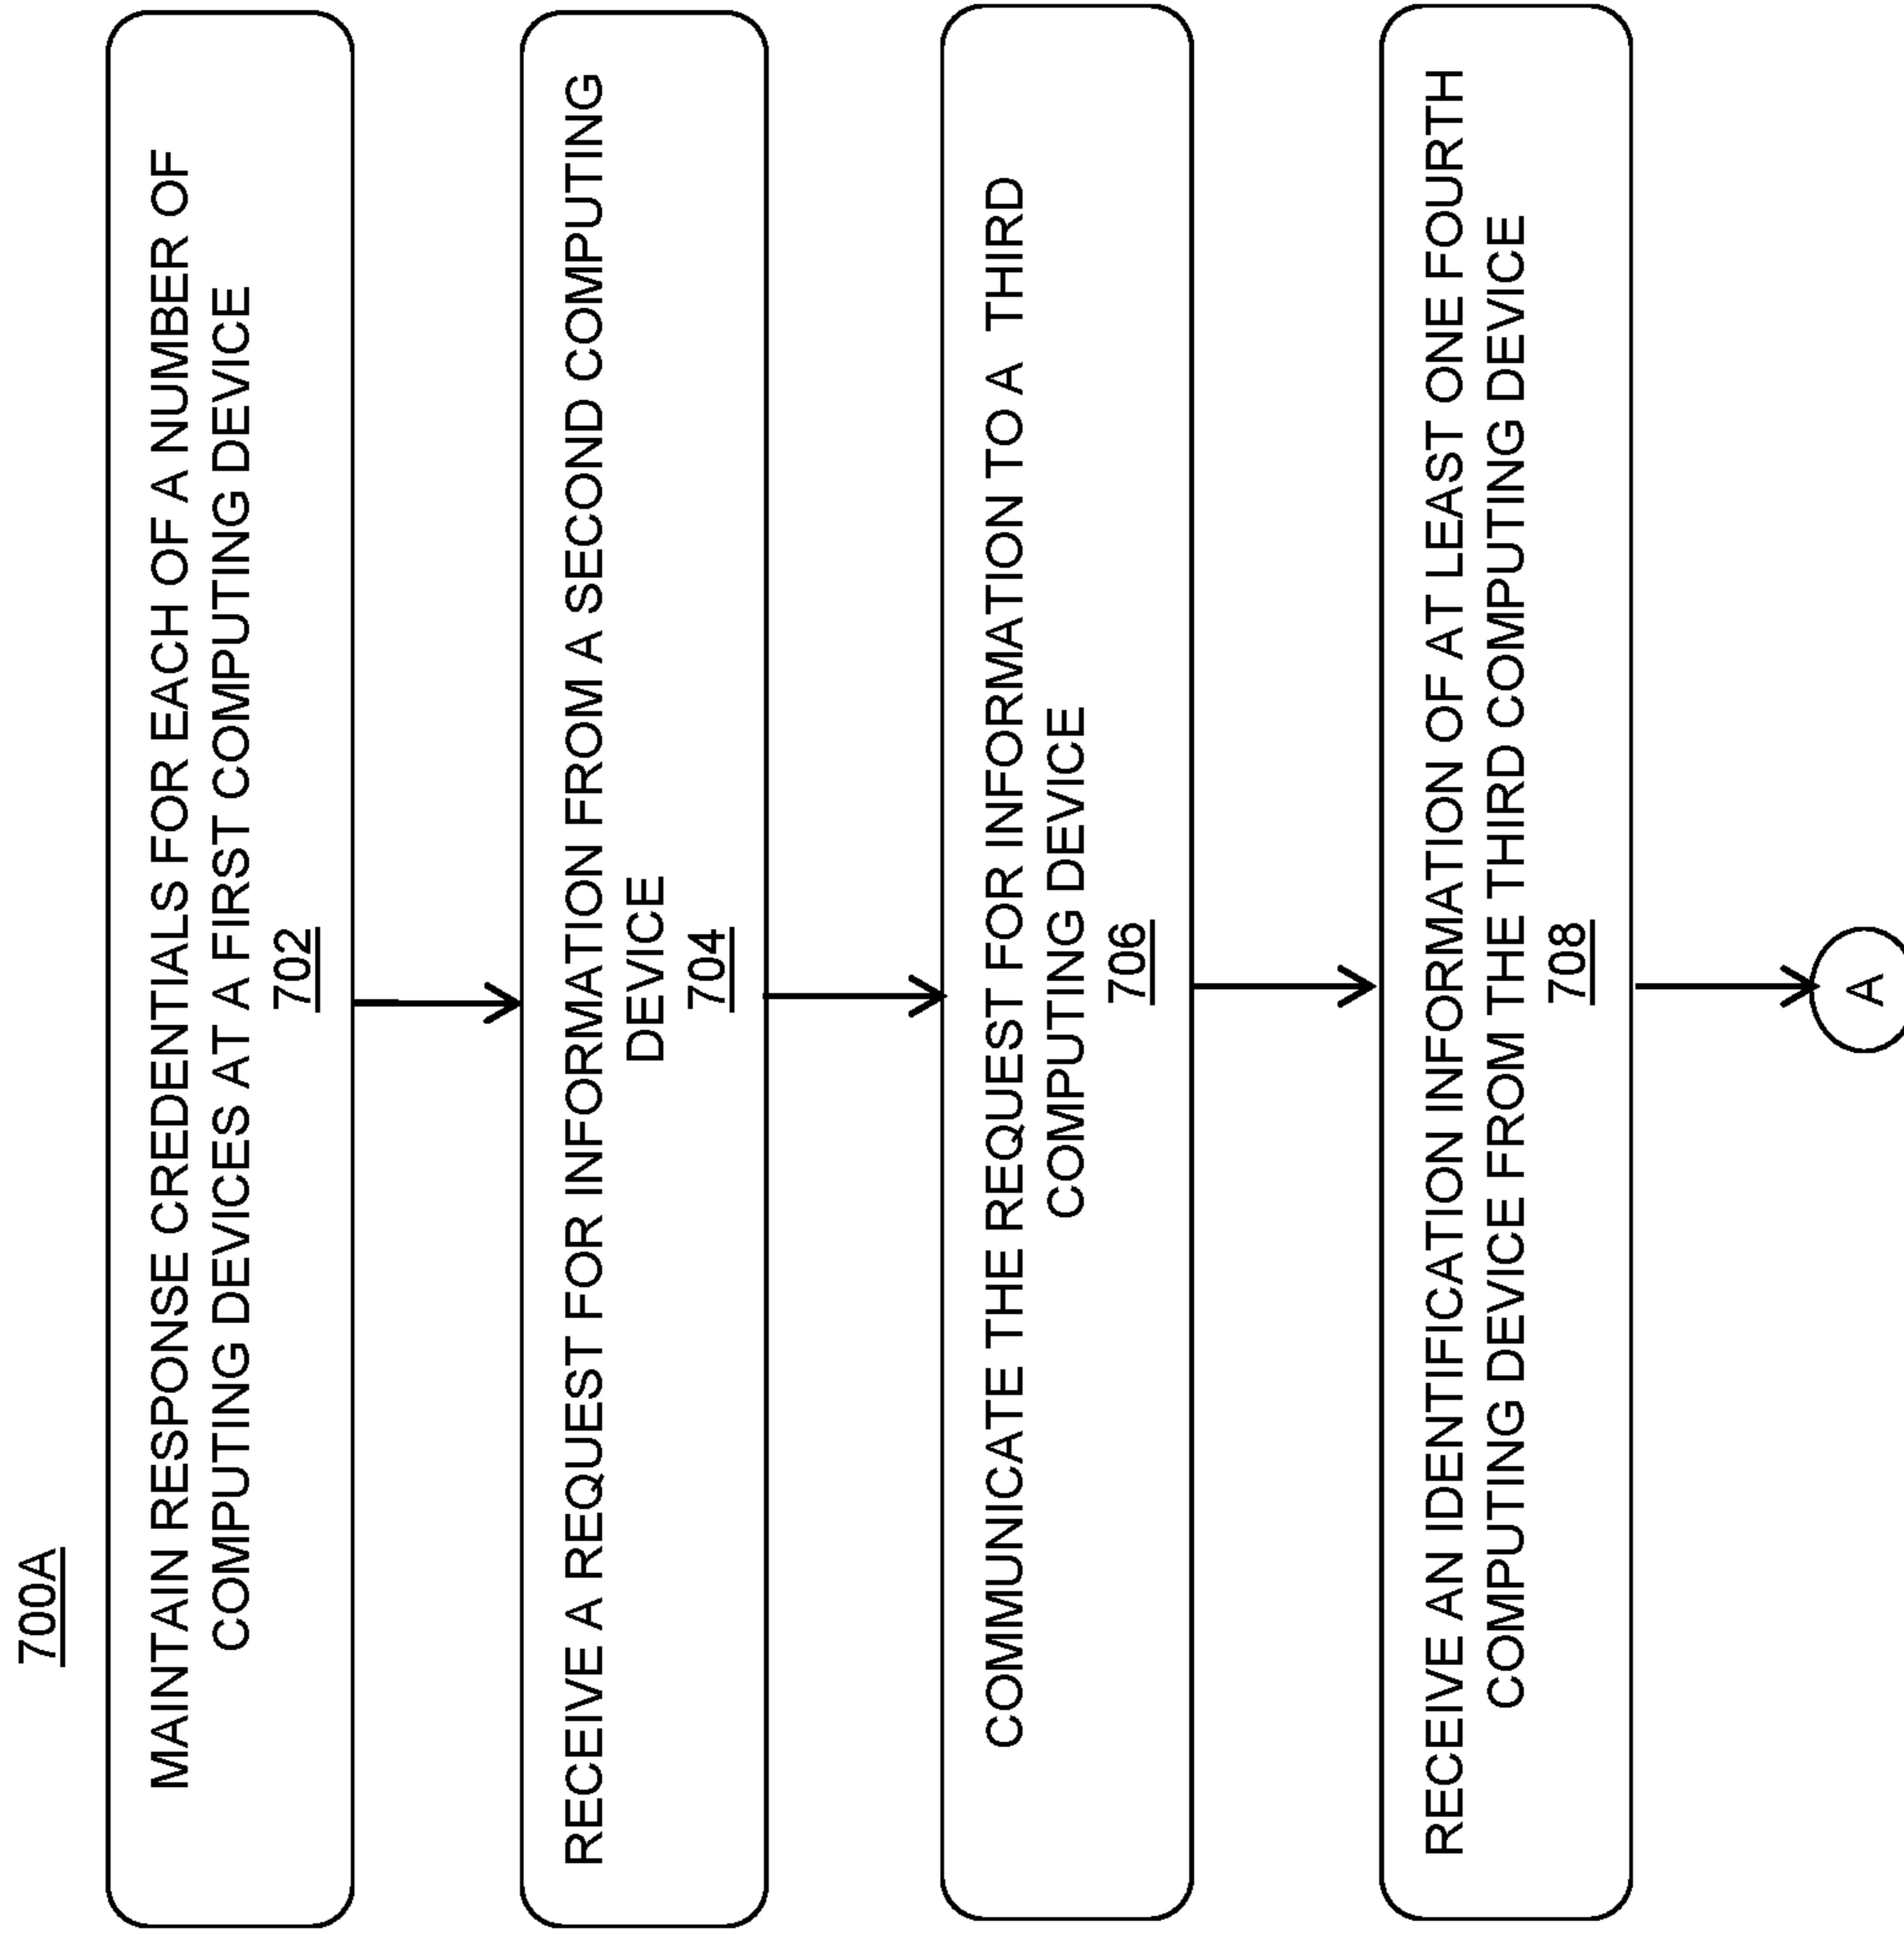 700A
MAINTAIN RESPONSE CREDENTIALS FOR EACH OF A NUMBER OF
COMPUTING DEVICES AT A FIRST COMPUTING DEVICE
702
RECEIVE A REQUEST FOR INFORMATION FROM A SECOND COMPUTING
DEVICE
704
COMMUNICATE THE REQUEST FOR INFORMATION TO A THIRD
COMPUTING DEVICE
706
RECEIVE AN IDENTIFICATION INFORMATION OF AT LEAST ONE FOURTH
COMPUTING DEVICE FROM THE THIRD COMPUTING DEVICE
708
A